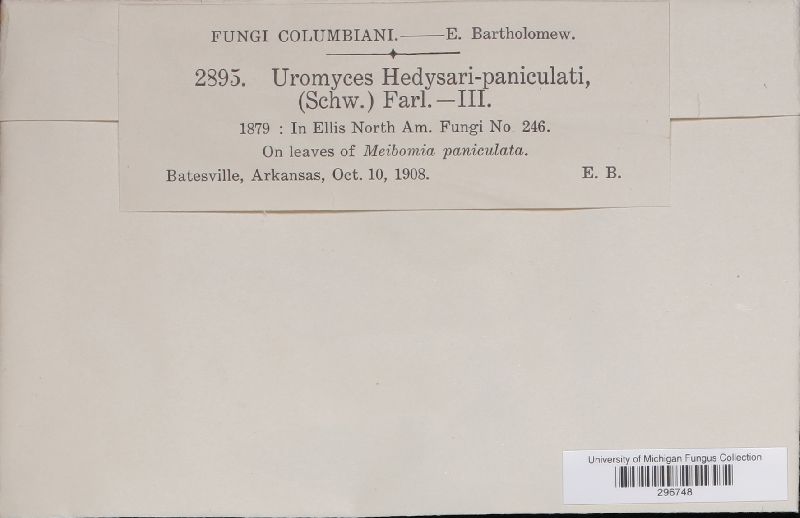 FUNGI COLUMBIANI.——E. Bartholomew.
2895. Uromyces Hedysari-paniculati,
(Schw.) Farl.—III.
1879 : In Ellis North Am. Fungi No 246.
On leaves of Meibomia paniculata.
Batesville, Arkansas, Oct. 10, 1908. E. B.
University of Michigan Fungus Collection
296748